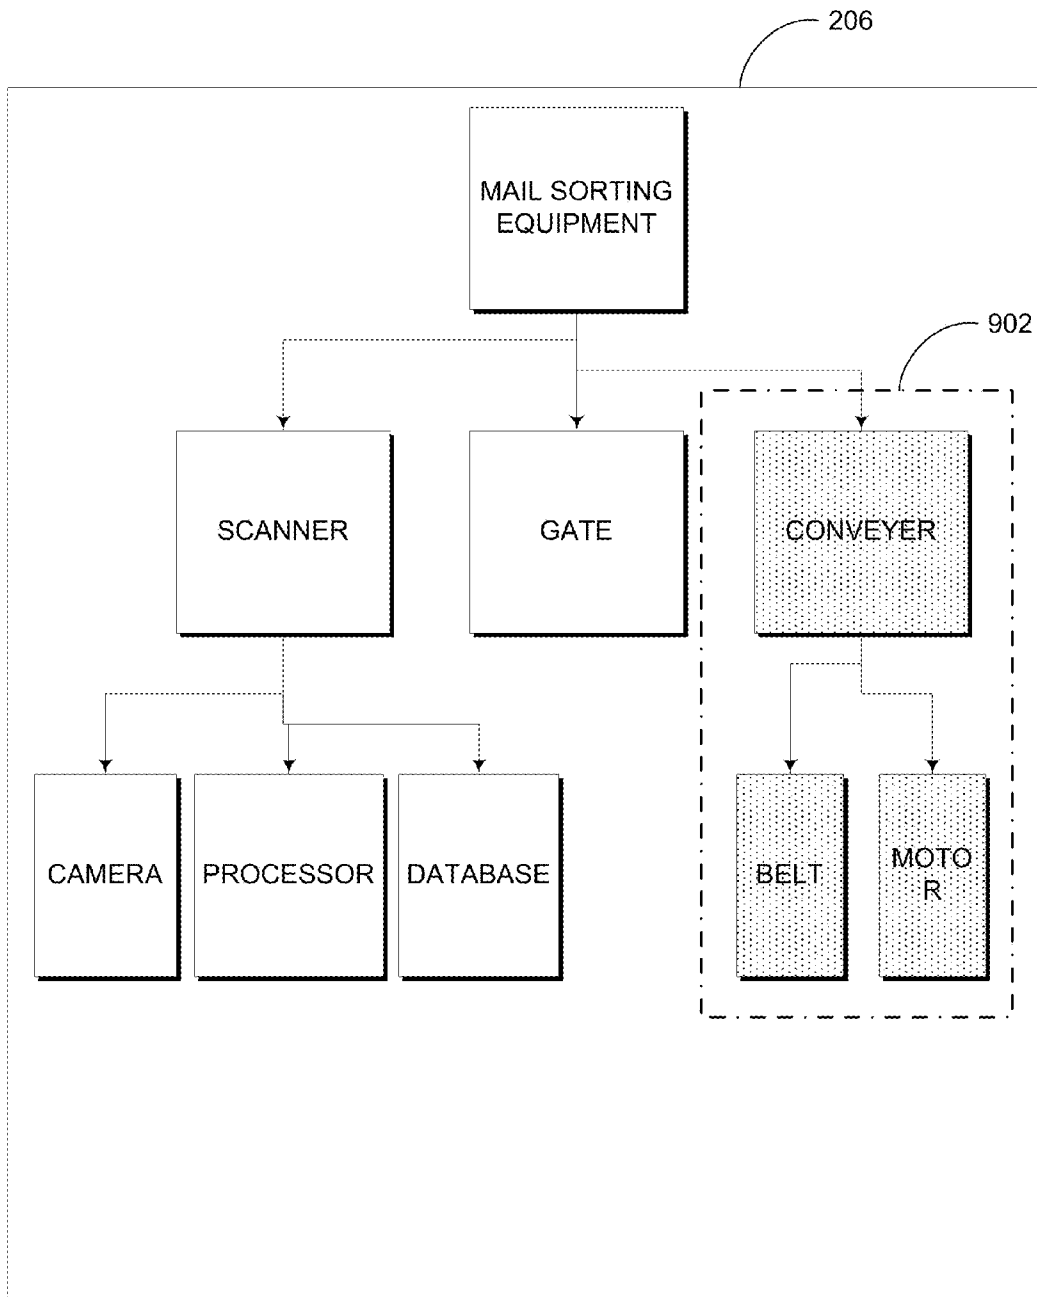 206
MAIL SORTING
EQUIPMENT
902
SCANNER
GATE
CONVEYER
CAMERA
PROCESSOR
DATABASE
BELT
MOTO
R